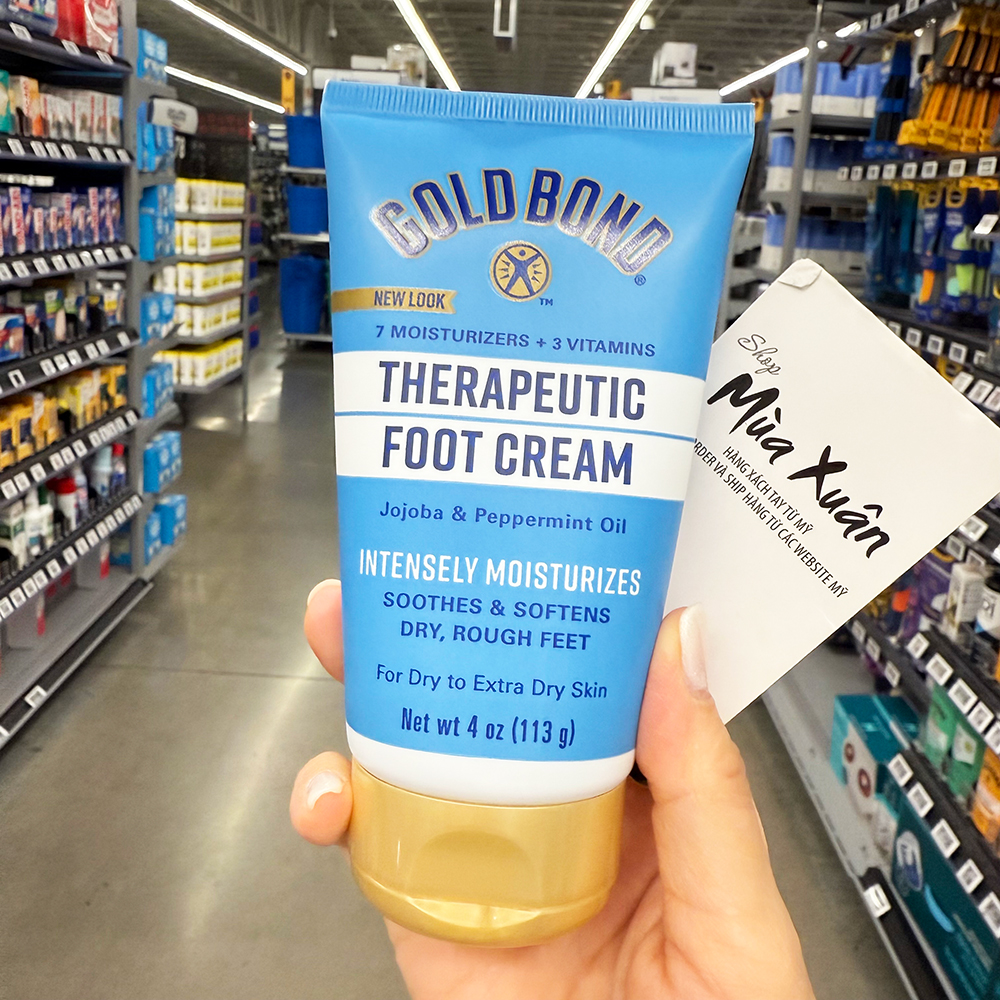 GOLD BOND
®
TM
NEW LOOK
7 MOISTURIZERS + 3 VITAMINS
THERAPEUTIC
FOOT CREAM
Jojoba & Peppermint Oil
INTENSELY MOISTURIZES
SOOTHES & SOFTENS
DRY, ROUGH FEET
For Dry to Extra Dry Skin
Net wt 4 oz (113 g)
Shop
Mùa Xuân
HÀNG XÁCH TAY TỪ MỸ
RDER VÀ SHIP HÀNG TỪ CÁC WEBSITE MỸ